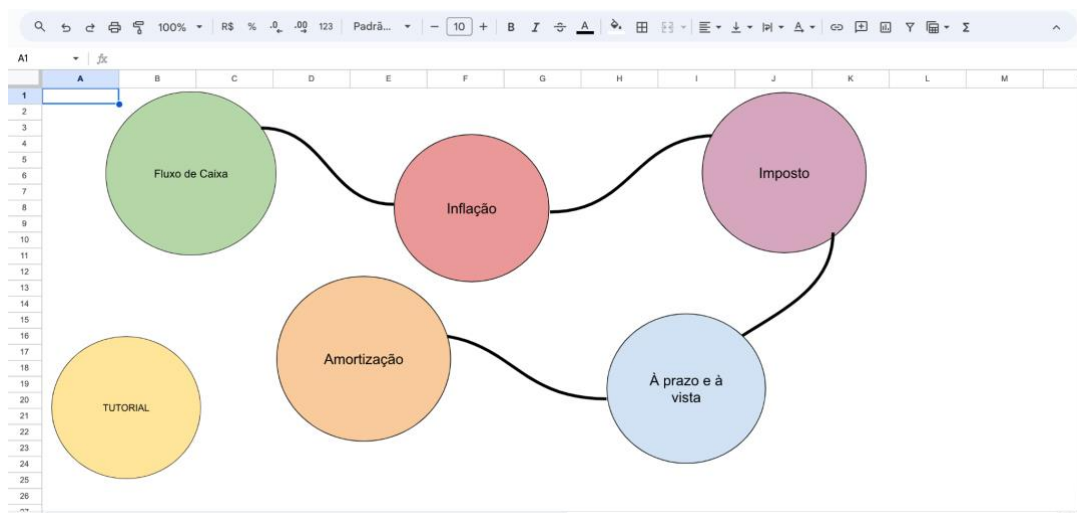 100% R$ % .0 .00 123 Padrã... − 10 + B I A Σ
A1 fx
A B C D E F G H I J K L M
1
2
3
4
5
6
7
8
9
10
11
12
13
14
15
16
17
18
19
20
21
22
23
24
25
26
27
Fluxo de Caixa
Inflação
Imposto
Amortização
À prazo e à
vista
TUTORIAL